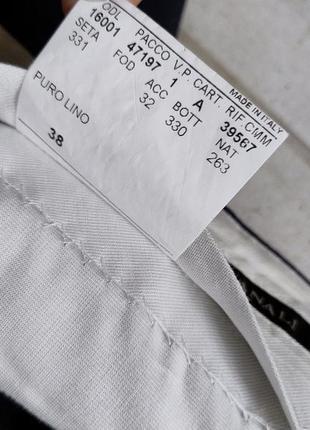 MADE IN ITALY
ODL PACCO V.P. CART. RIF.CMM
16001 47197 1 A 39567
SETA FOD ACC BOTT NAT
331 32 330 263
PURO LINO
38